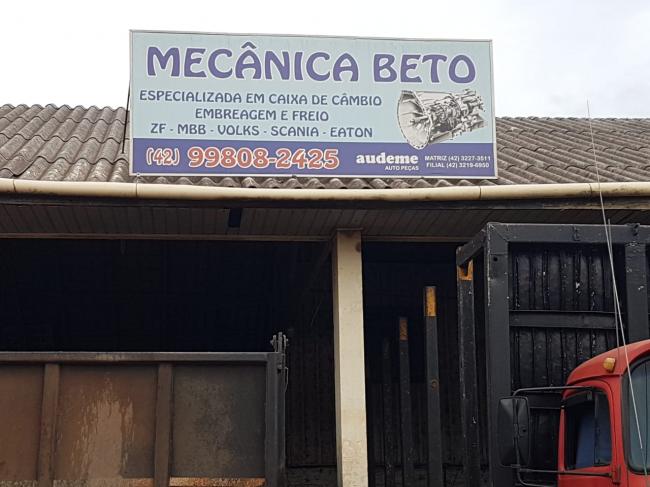 MECÂNICA BETO
ESPECIALIZADA EM CAIXA DE CÂMBIO
EMBREAGEM E FREIO
ZF - MBB - VOLKS - SCANIA - EATON
(42) 99808-2425
audeme
AUTO PEÇAS
MATRIZ (42) 3227-3511
FILIAL (42) 3219-6950